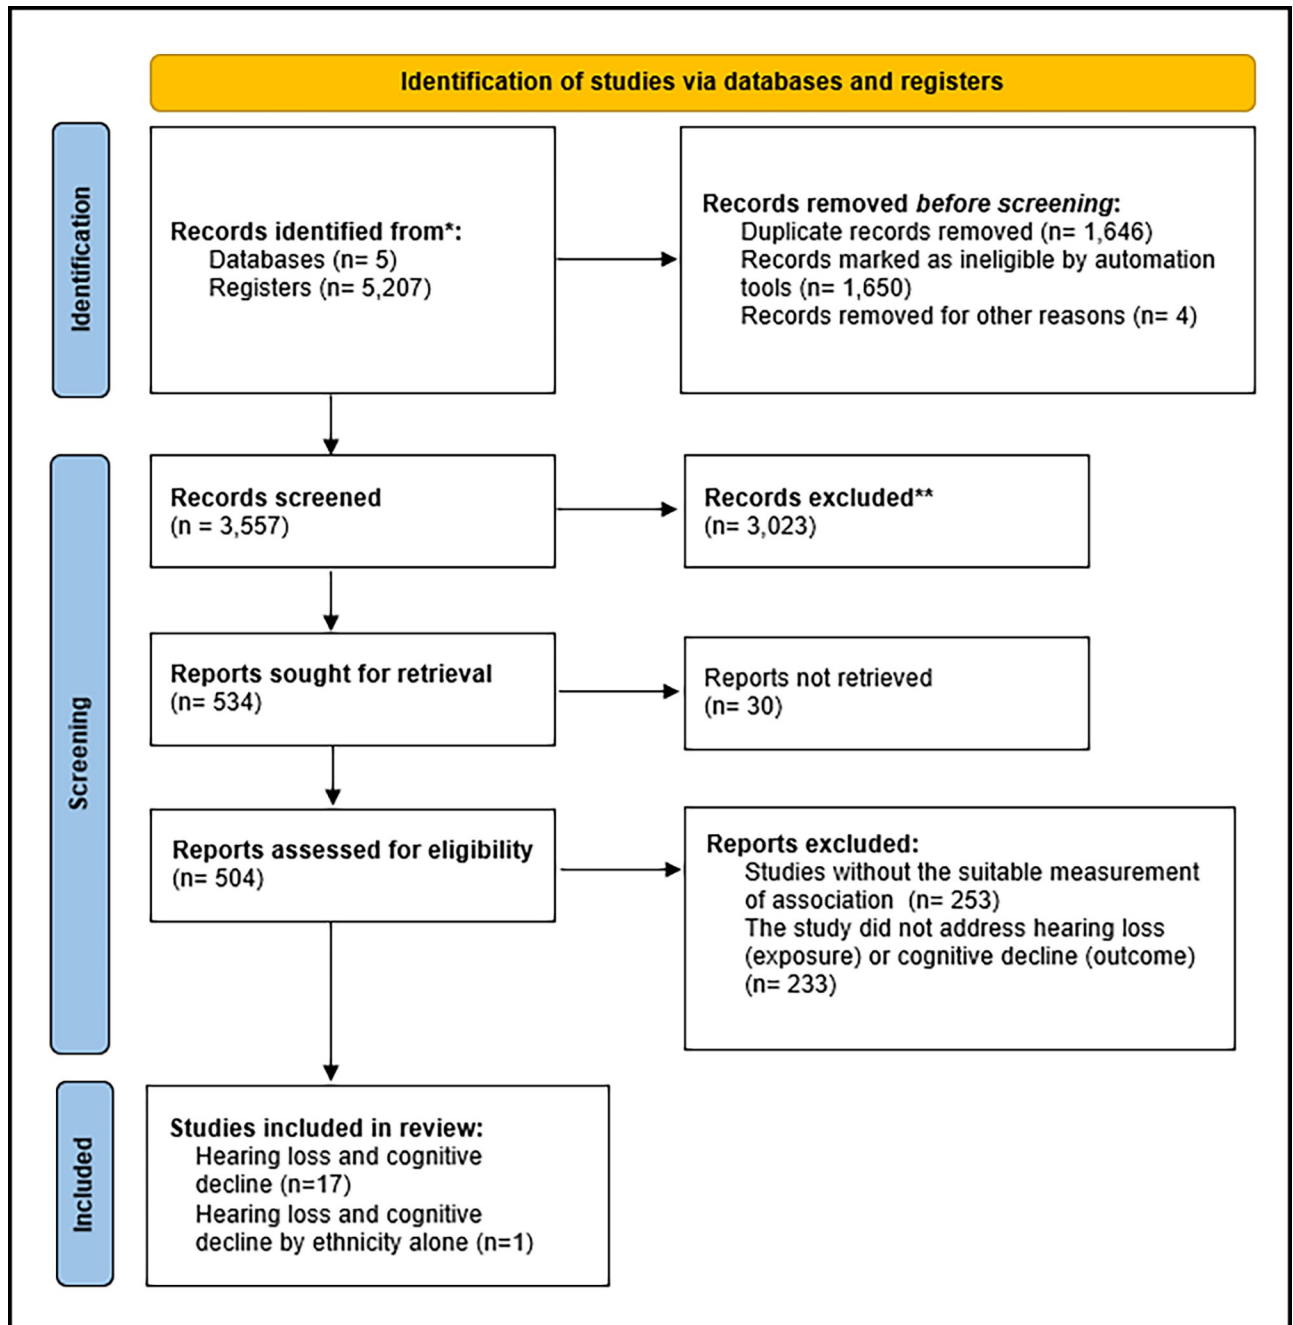 Identification of studies via databases and registers
Identification
Records identified from*:
Databases (n= 5)
Registers (n= 5,207)
Records removed before screening:
Duplicate records removed (n= 1,646)
Records marked as ineligible by automation
tools (n= 1,650)
Records removed for other reasons (n= 4)
Screening
Records screened
(n = 3,557)
Records excluded**
(n= 3,023)
Reports sought for retrieval
(n= 534)
Reports not retrieved
(n= 30)
Reports assessed for eligibility
(n= 504)
Reports excluded:
Studies without the suitable measurement
of association (n= 253)
The study did not address hearing loss
(exposure) or cognitive decline (outcome)
(n= 233)
Included
Studies included in review:
Hearing loss and cognitive
decline (n=17)
Hearing loss and cognitive
decline by ethnicity alone (n=1)